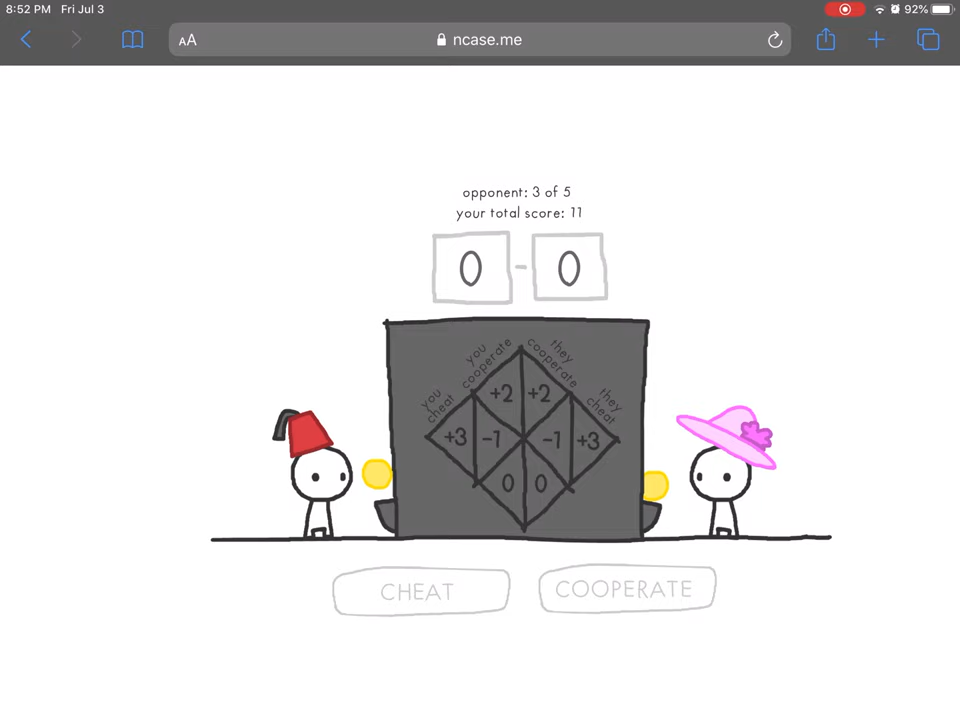 8:52 PM Fri Jul 3
92%
AA
ncase.me
opponent: 3 of 5
your total score: 11
0 - 0
you cooperate
they cooperate
you cheat
they cheat
+2 +2
+3 -1 -1 +3
0 0
CHEAT COOPERATE